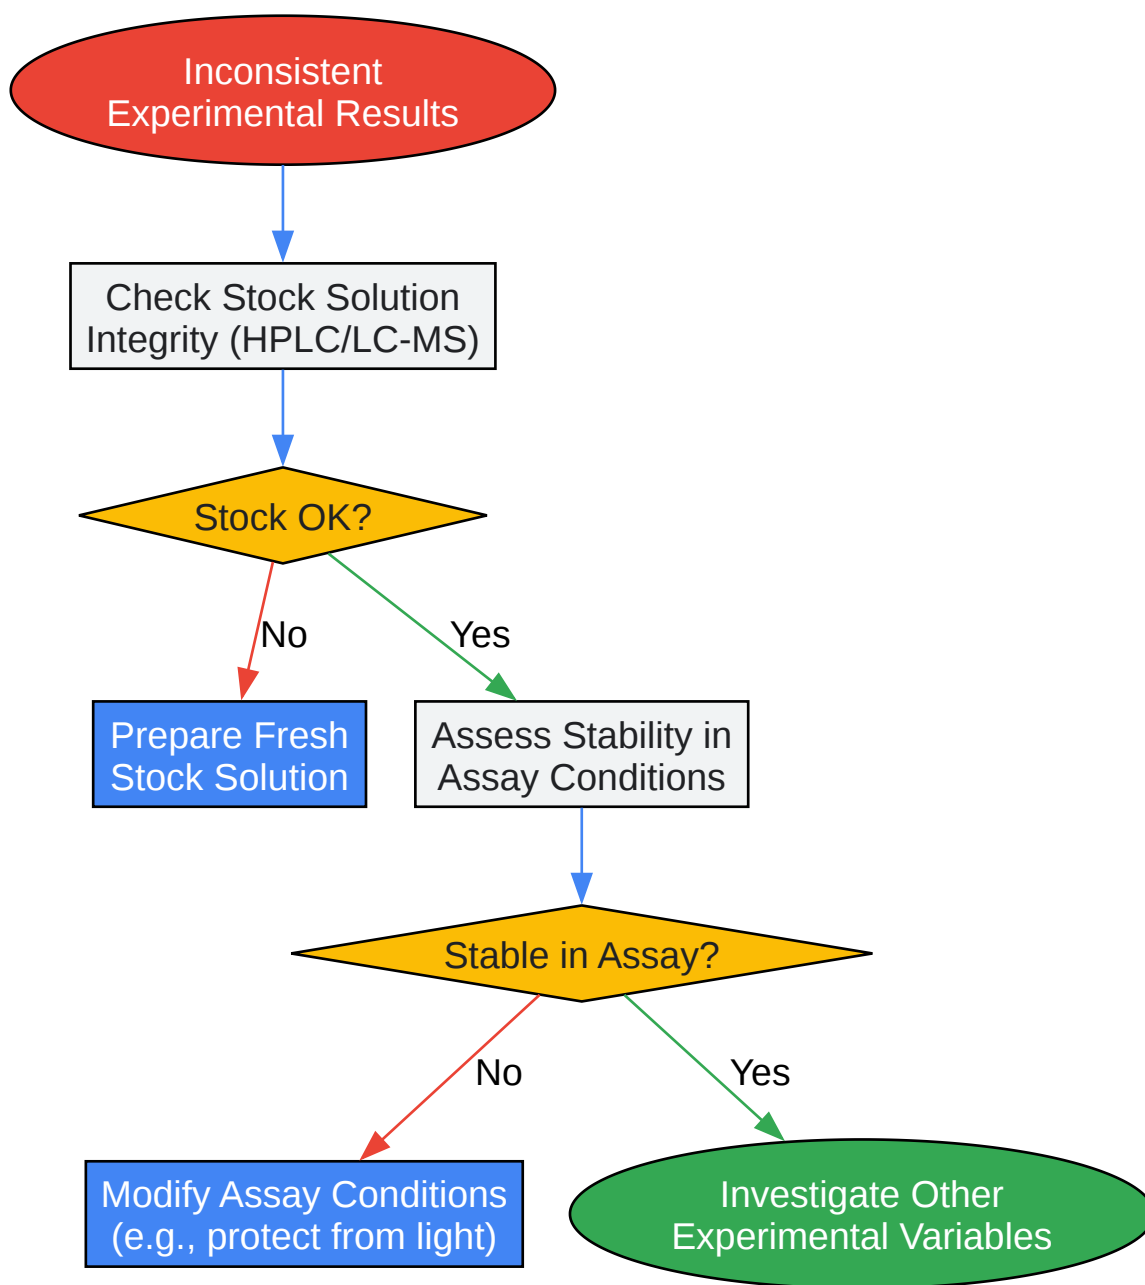 Inconsistent
Experimental Results
Check Stock Solution
Integrity (HPLC/LC-MS)
Stock OK?
No
Yes
Prepare Fresh
Stock Solution
Assess Stability in
Assay Conditions
Stable in Assay?
No
Yes
Modify Assay Conditions
(e.g., protect from light)
Investigate Other
Experimental Variables